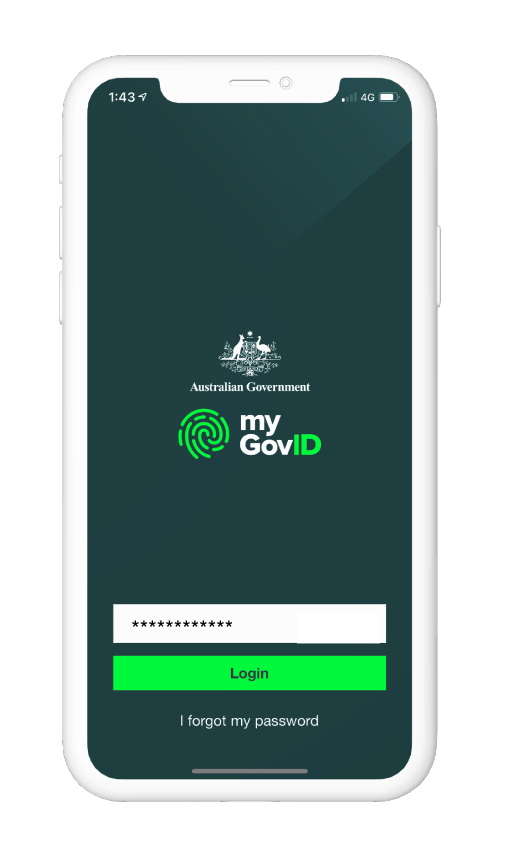 1:43
4G
Australian Government
my
GovID
************
Login
I forgot my password